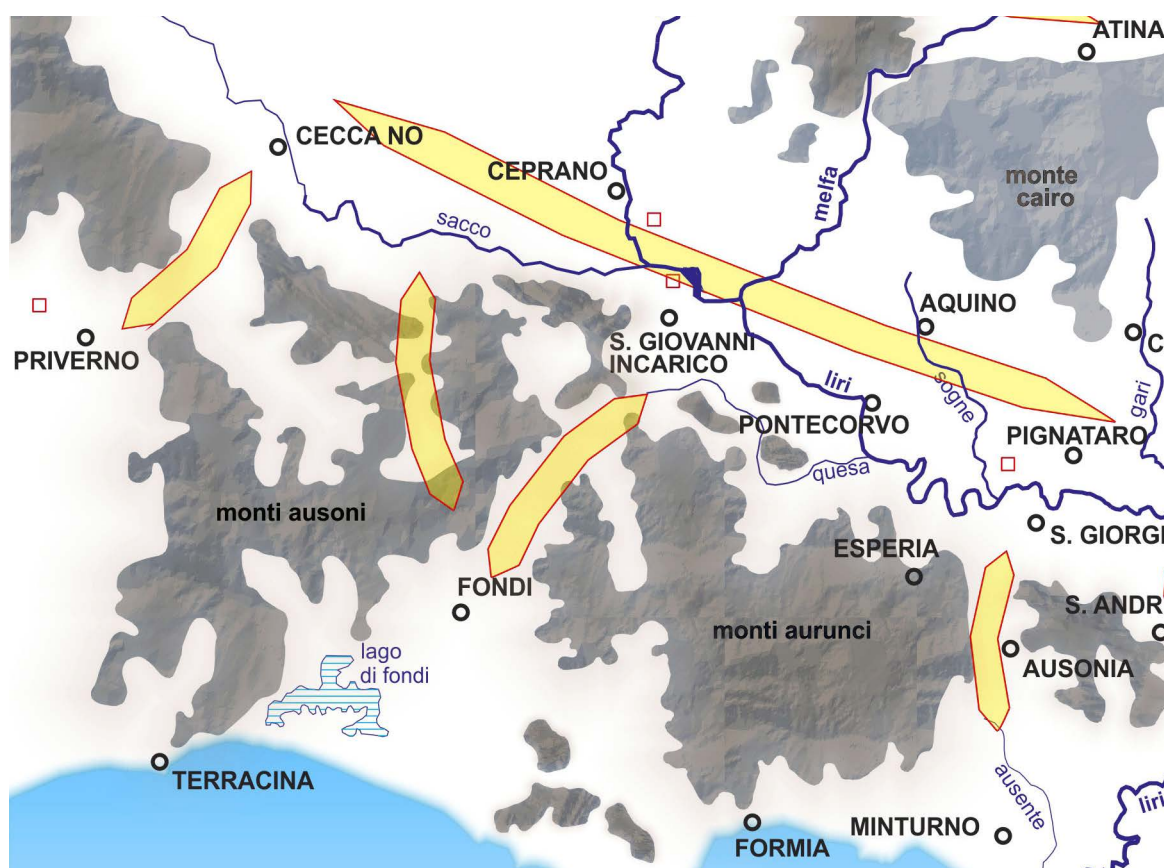 ATINA
CECCA NO
CEPRANO
melfa
monte
cairo
sacco
AQUINO
S. GIOVANNI
INCARICO
C
PRIVERNO
liri
sogne
gari
PONTECORVO
PIGNATARO
quesa
monti ausoni
S. GIORGI
ESPERIA
FONDI
S. ANDR
monti aurunci
lago
di fondi
AUSONIA
TERRACINA
ausente
liri
MINTURNO
FORMIA